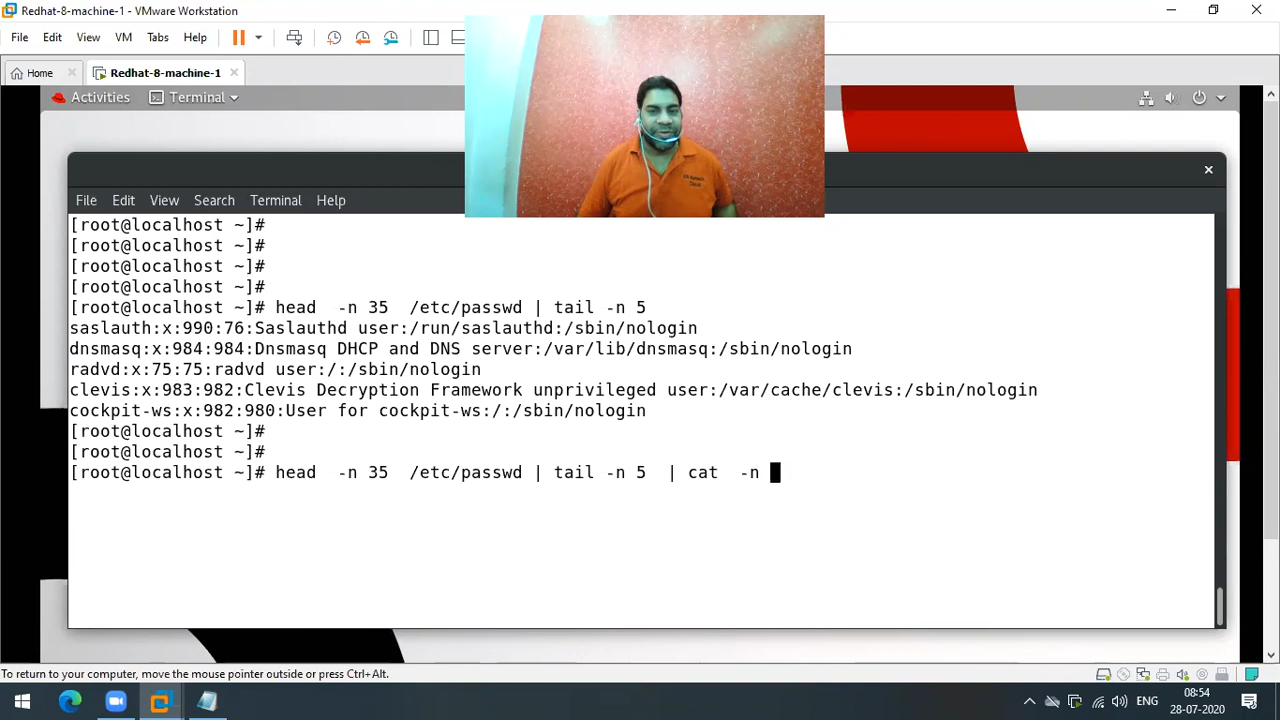 Redhat-8-machine-1 - VMware Workstation
File Edit View VM Tabs Help
Home Redhat-8-machine-1
Activities Terminal
File Edit View Search Terminal Help
[root@localhost ~]#
[root@localhost ~]#
[root@localhost ~]#
[root@localhost ~]#
[root@localhost ~]# head  -n 35  /etc/passwd | tail -n 5
saslauth:x:990:76:Saslauthd user:/run/saslauthd:/sbin/nologin
dnsmasq:x:984:984:Dnsmasq DHCP and DNS server:/var/lib/dnsmasq:/sbin/nologin
radvd:x:75:75:radvd user:/:/sbin/nologin
clevis:x:983:982:Clevis Decryption Framework unprivileged user:/var/cache/clevis:/sbin/nologin
cockpit-ws:x:982:980:User for cockpit-ws:/:/sbin/nologin
[root@localhost ~]#
[root@localhost ~]#
[root@localhost ~]# head  -n 35  /etc/passwd | tail -n 5  | cat  -n
To return to your computer, move the mouse pointer outside or press Ctrl+Alt.
ENG
08:54
28-07-2020